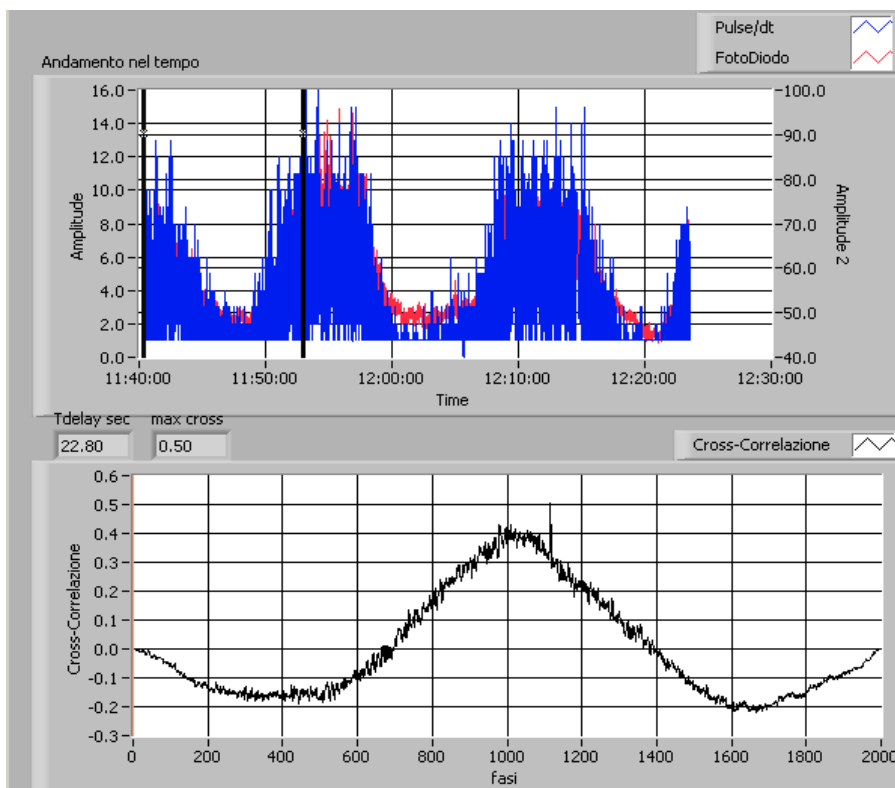 Pulse/dt
FotoDiodo
Andamento nel tempo
16.0
14.0
12.0
10.0
8.0
6.0
4.0
2.0
0.0
Amplitude
100.0
90.0
80.0
70.0
60.0
50.0
40.0
Amplitude 2
11:40:00 11:50:00 12:00:00 12:10:00 12:20:00 12:30:00
Time
Tdelay sec max cross
22.80 0.50
Cross-Correlazione
0.6
0.5
0.4
0.3
0.2
0.1
0.0
-0.1
-0.2
-0.3
Cross-Correlazione
0 200 400 600 800 1000 1200 1400 1600 1800 2000
fasi